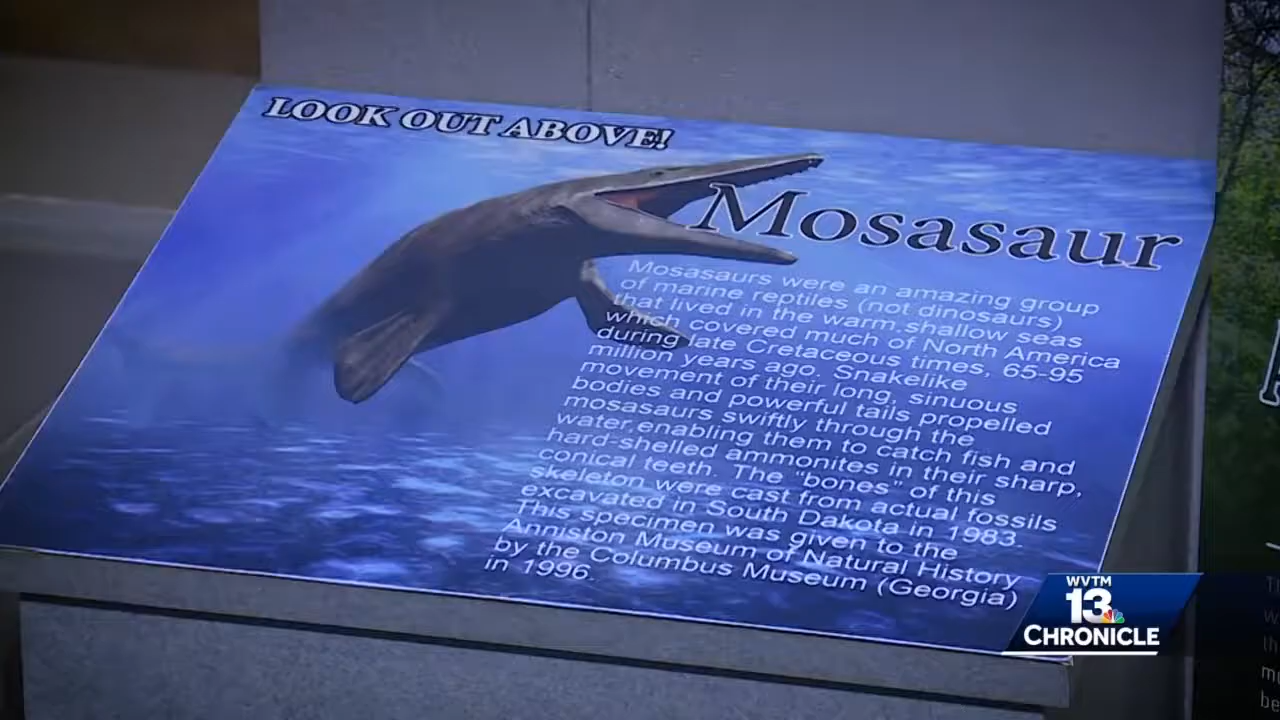 LOOK OUT ABOVE!
Mosasaur
Mosasaurs were an amazing group
of marine reptiles (not dinosaurs)
that lived in the warm,shallow seas
which covered much of North America
during late Cretaceous times, 65-95
million years ago. Snakelike
movement of their long, sinuous
bodies and powerful tails propelled
mosasaurs swiftly through the
water,enabling them to catch fish and
hard-shelled ammonites in their sharp,
conical teeth. The "bones" of this
skeleton were cast from actual fossils
excavated in South Dakota in 1983.
This specimen was given to the
Anniston Museum of Natural History
by the Columbus Museum (Georgia)
in 1996.
WVTM
13
CHRONICLE